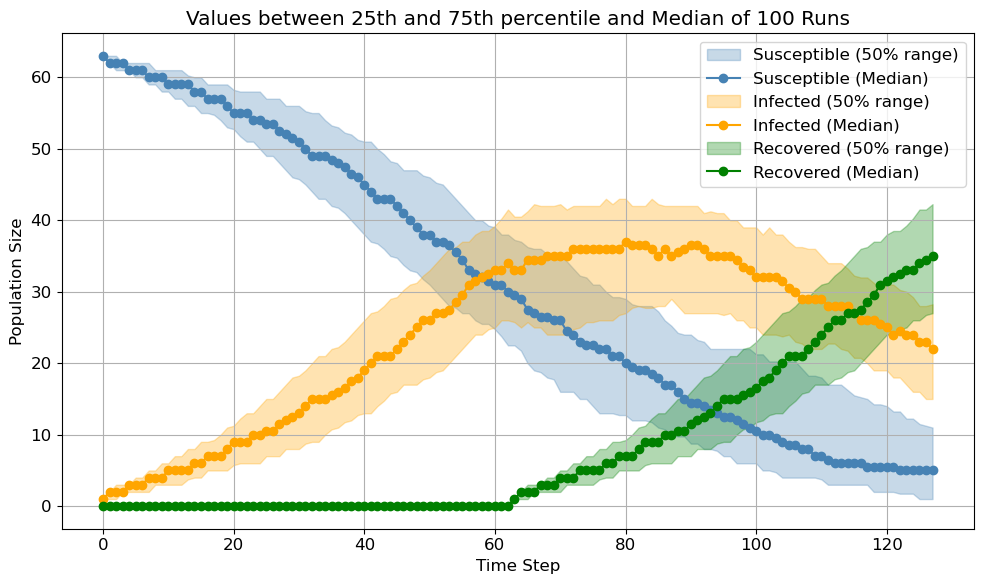 Values between 25th and 75th percentile and Median of 100 Runs
Susceptible (50% range)
Susceptible (Median)
Infected (50% range)
Infected (Median)
Recovered (50% range)
Recovered (Median)
Population Size
60
50
40
30
20
10
0
0 20 40 60 80 100 120
Time Step